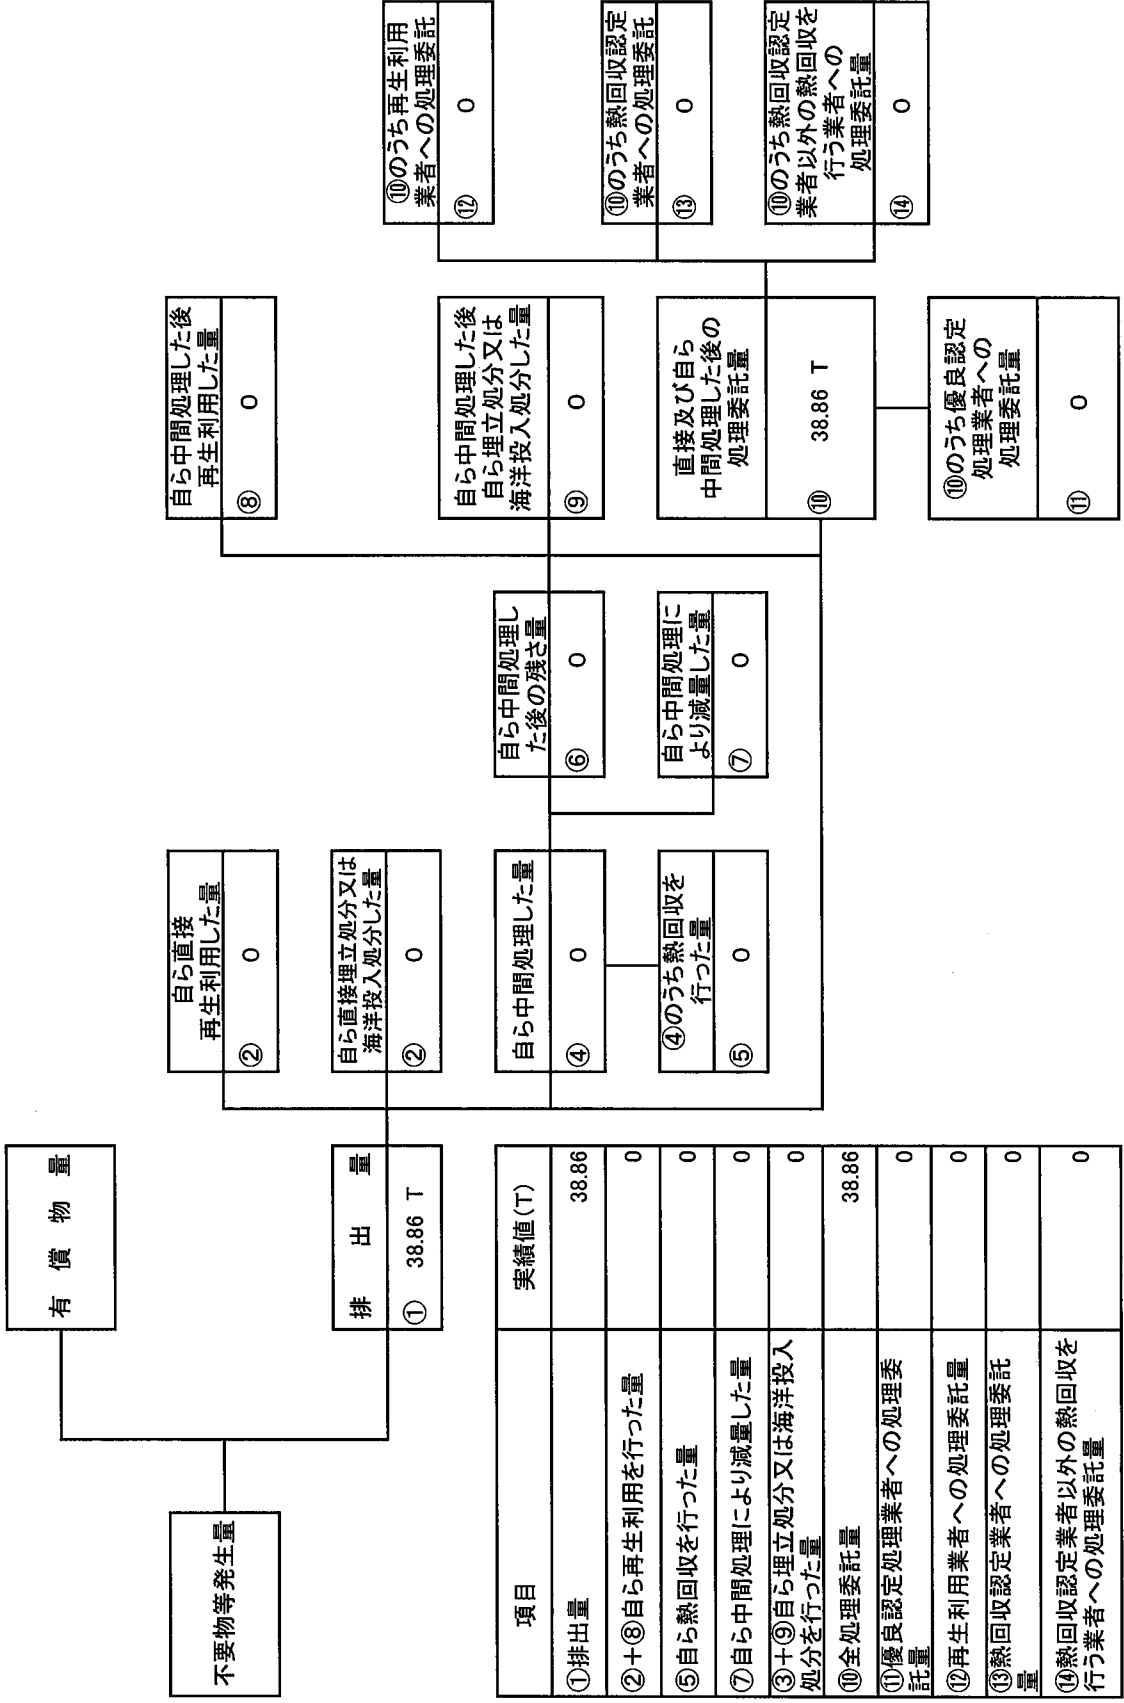 不要物等発生量
有 償 物 量
排 出 量
① 38.86 T
自ら直接
再生利用した量
② 0
自ら直接埋立処分又は
海洋投入処分した量
② 0
自ら中間処理した量
④ 0
④のうち熱回収を
行った量
⑤ 0
自ら中間処理し
た後の残さ量
⑥ 0
自ら中間処理に
より減量した量
⑦ 0
自ら中間処理した後
再生利用した量
⑧ 0
自ら中間処理した後
自ら埋立処分又は
海洋投入処分した量
⑨ 0
直接及び自ら
中間処理した後の
処理委託量
⑩ 38.86 T
⑩のうち優良認定
処理業者への
処理委託量
⑪ 0
⑩のうち再生利用
業者への処理委託
⑫ 0
⑩のうち熱回収認定
業者への処理委託
⑬ 0
⑩のうち熱回収認定
業者以外の熱回収を
行う業者への
処理委託量
⑭ 0
項目 実績値(T)
①排出量 38.86
②+⑧自ら再生利用を行った量 0
⑤自ら熱回収を行った量 0
⑦自ら中間処理により減量した量 0
③+⑨自ら埋立処分又は海洋投入
処分を行った量 0
⑩全処理委託量 38.86
⑪優良認定処理業者への処理委
託量 0
⑫再生利用業者への処理委託量 0
⑬熱回収認定業者への処理委託
量 0
⑭熱回収認定業者以外の熱回収を
行う業者への処理委託量 0